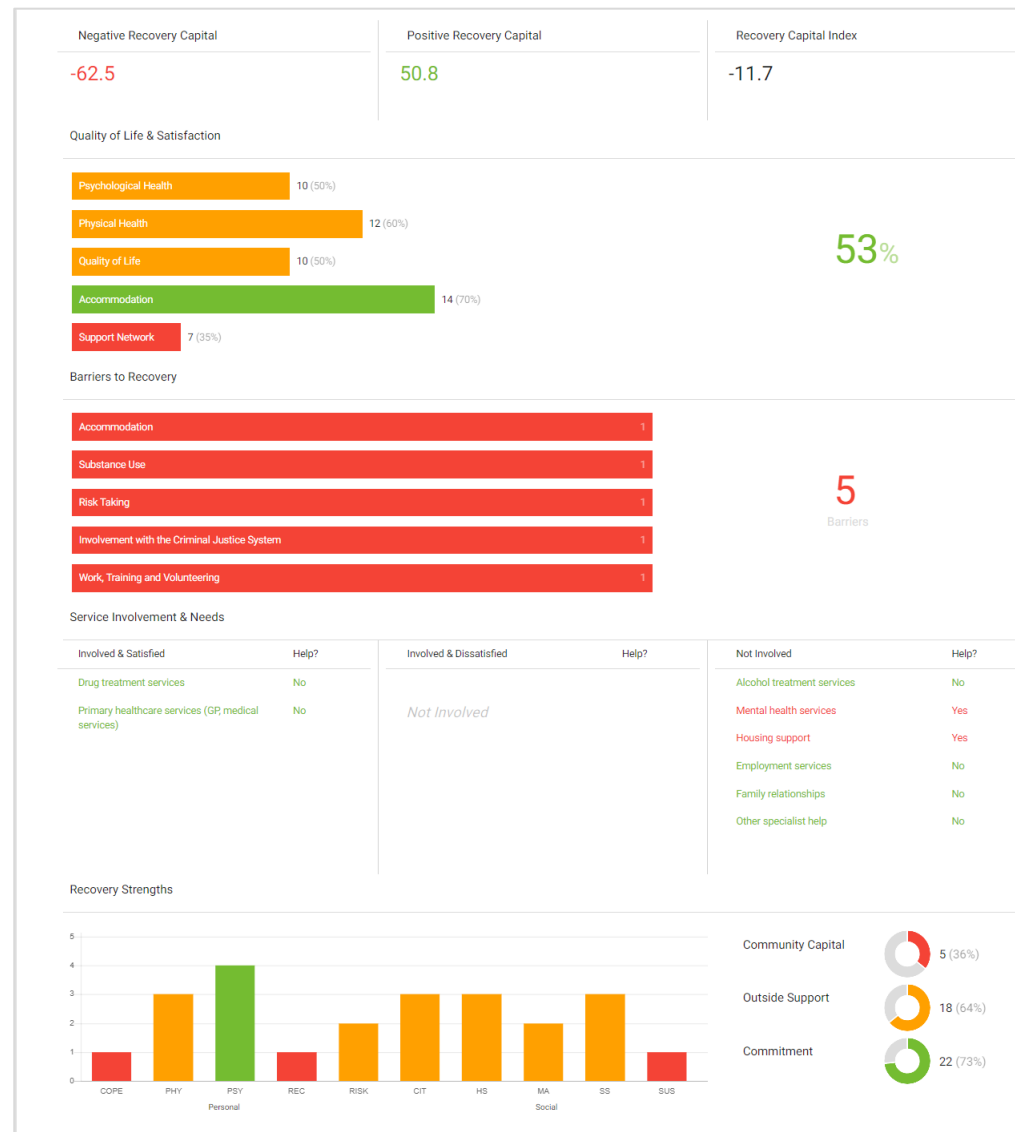 Negative Recovery Capital
Positive Recovery Capital
Recovery Capital Index
-62.5
50.8
-11.7
Quality of Life & Satisfaction
Psychological Health 10 (50%)
Physical Health 12 (60%)
Quality of Life 10 (50%)
Accommodation 14 (70%)
Support Network 7 (35%)
53%
Barriers to Recovery
Accommodation 1
Substance Use 1
Risk Taking 1
Involvement with the Criminal Justice System 1
Work, Training and Volunteering 1
5
Barriers
Service Involvement & Needs
Involved & Satisfied Help?
Drug treatment services No
Primary healthcare services (GP, medical No
services)
Involved & Dissatisfied Help?
Not Involved
Not Involved Help?
Alcohol treatment services No
Mental health services Yes
Housing support Yes
Employment services No
Family relationships No
Other specialist help No
Recovery Strengths
5
4
3
2
1
0
COPE PHY PSY REC RISK CIT HS MA SS SUS
Personal Social
Community Capital 5 (36%)
Outside Support 18 (64%)
Commitment 22 (73%)